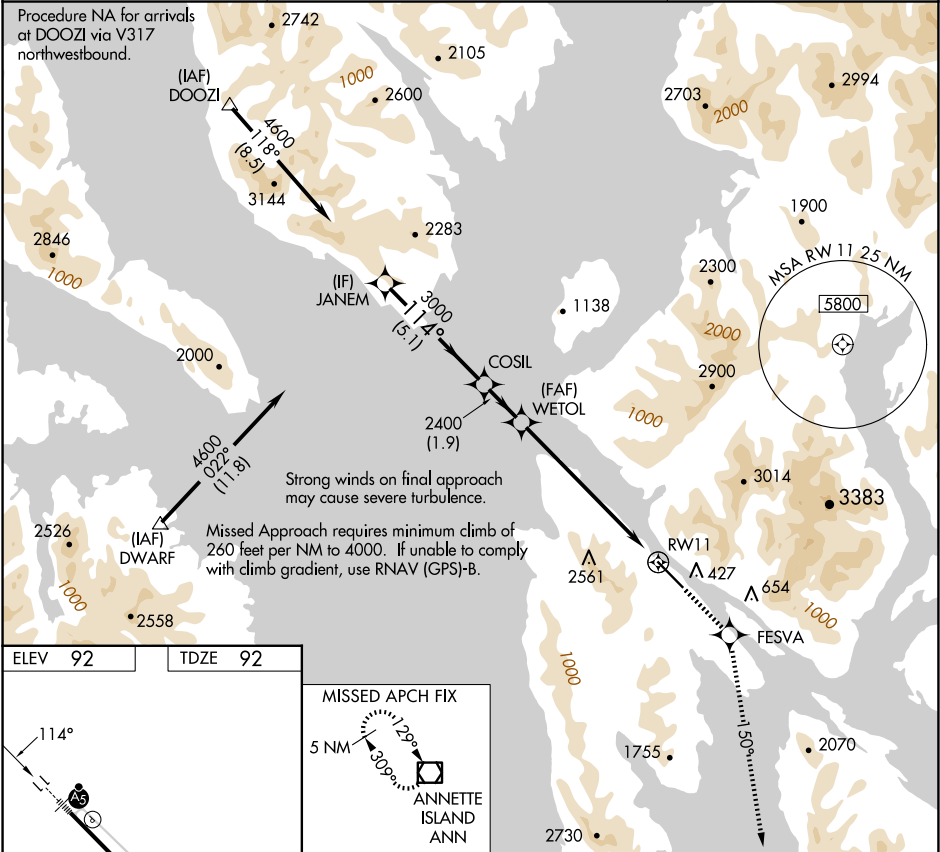 Procedure NA for arrivals
at DOOZI via V317
northwestbound.
2742
2105
1000
2600
2994
2703
2000
(IAF)
DOOZI
4600
118°
(8.5)
3144
2283
1900
2846
1000
(IF)
JANEM
3000
114°
(5.1)
1138
2300
MSA RW 11 25 NM
5800
2000
2900
1000
2000
COSIL
2400
(1.9)
(FAF)
WETOL
4600
022°
(11.8)
Strong winds on final approach
may cause severe turbulence.
3014
3383
(IAF)
DWARF
2526
1000
2558
Missed Approach requires minimum climb of
260 feet per NM to 4000. If unable to comply
with climb gradient, use RNAV (GPS)-B.
2561
RW11
427
654
1000
FESVA
1000
150°
1755
2070
2730
ELEV 92
TDZE 92
114°
A5
P
MISSED APCH FIX
5 NM
129°
309°
ANNETTE
ISLAND
ANN